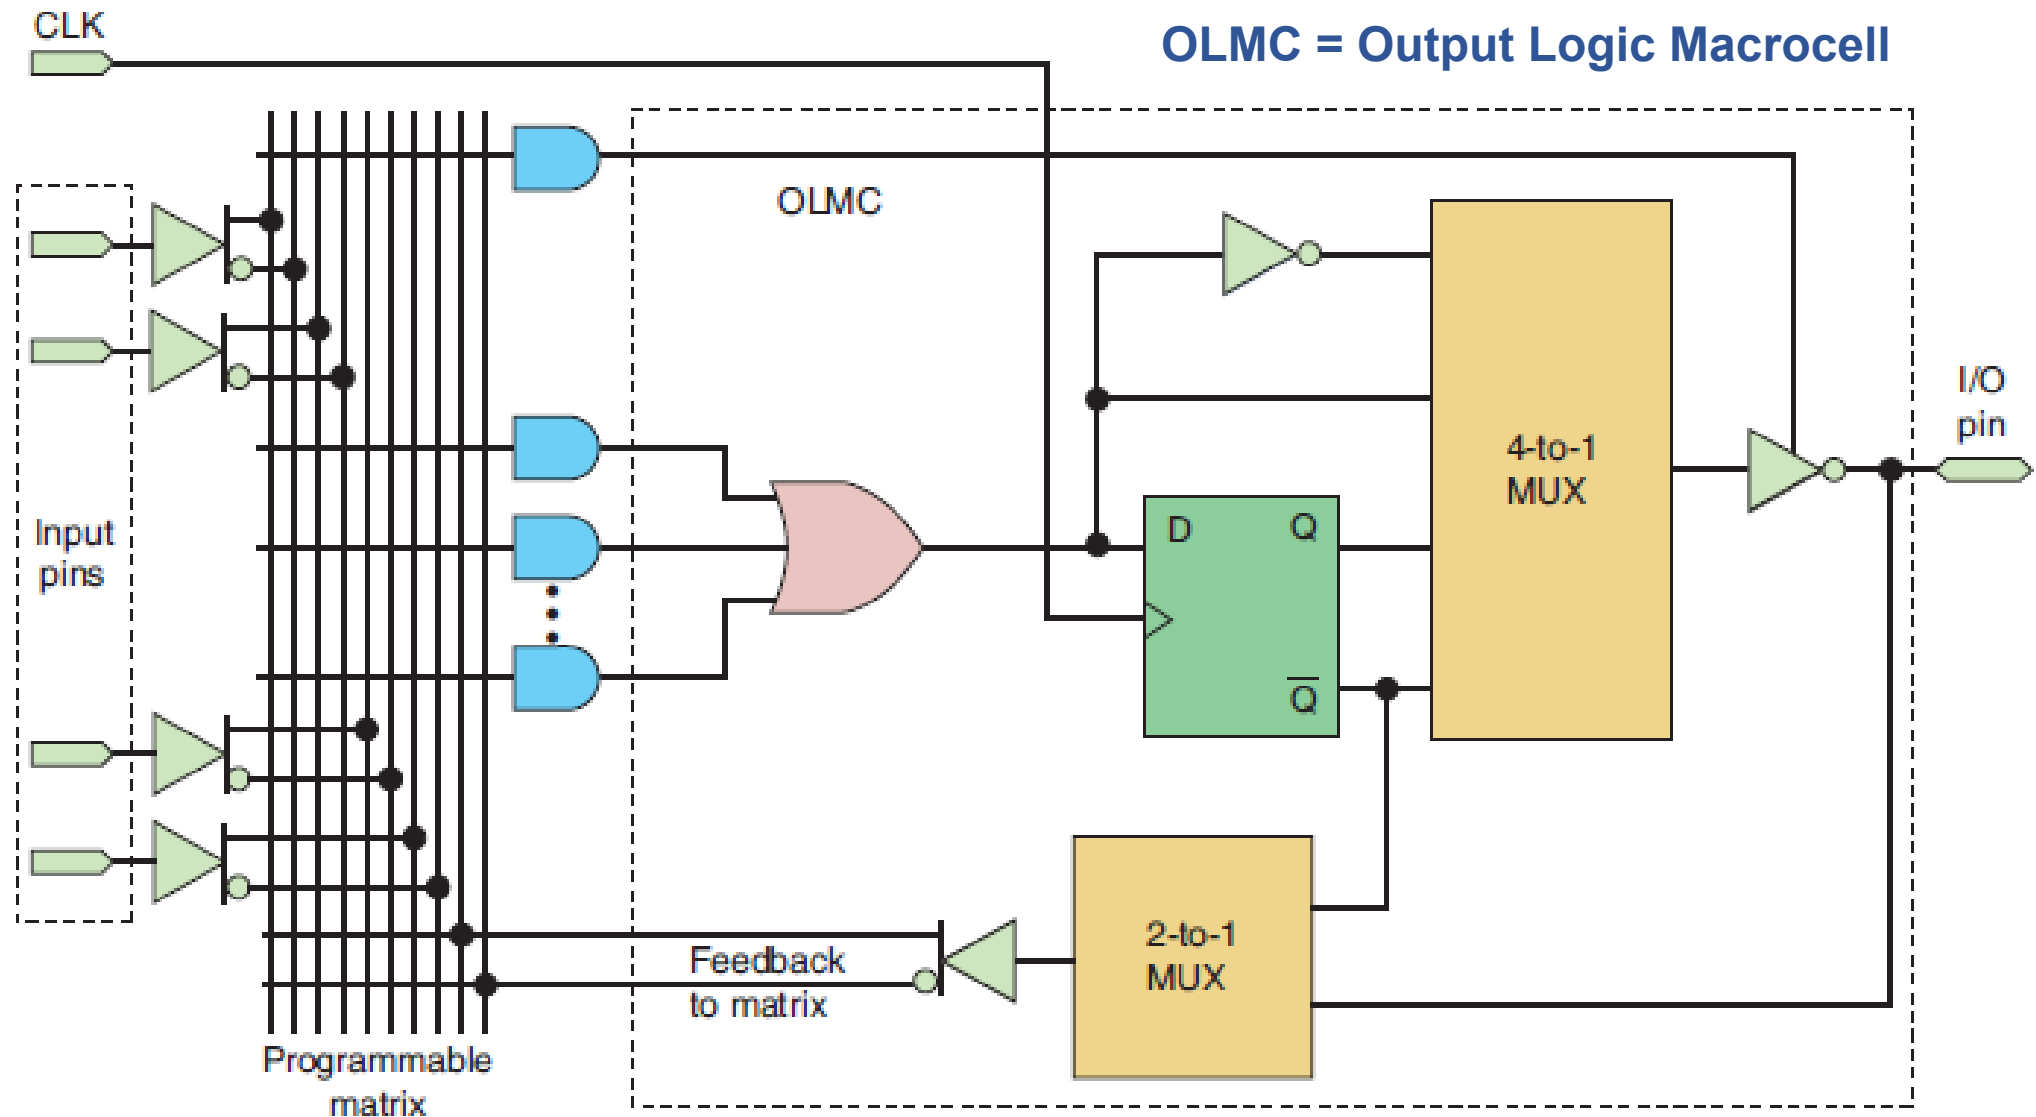 CLK
OLMC = Output Logic Macrocell
OLMC
I/O
pin
4-to-1
MUX
Input
pins
D
Q
Q̅
2-to-1
MUX
Feedback
to matrix
Programmable
matrix